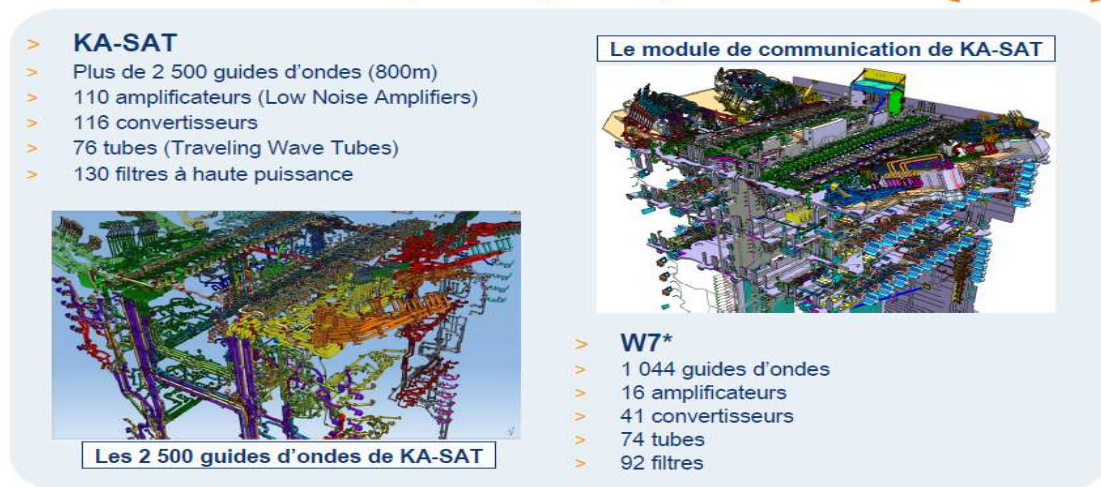 > KA-SAT
> Plus de 2 500 guides d'ondes (800m)
> 110 amplificateurs (Low Noise Amplifiers)
> 116 convertisseurs
> 76 tubes (Traveling Wave Tubes)
> 130 filtres à haute puissance
Les 2 500 guides d'ondes de KA-SAT
Le module de communication de KA-SAT
> W7*
> 1 044 guides d'ondes
> 16 amplificateurs
> 41 convertisseurs
> 74 tubes
> 92 filtres